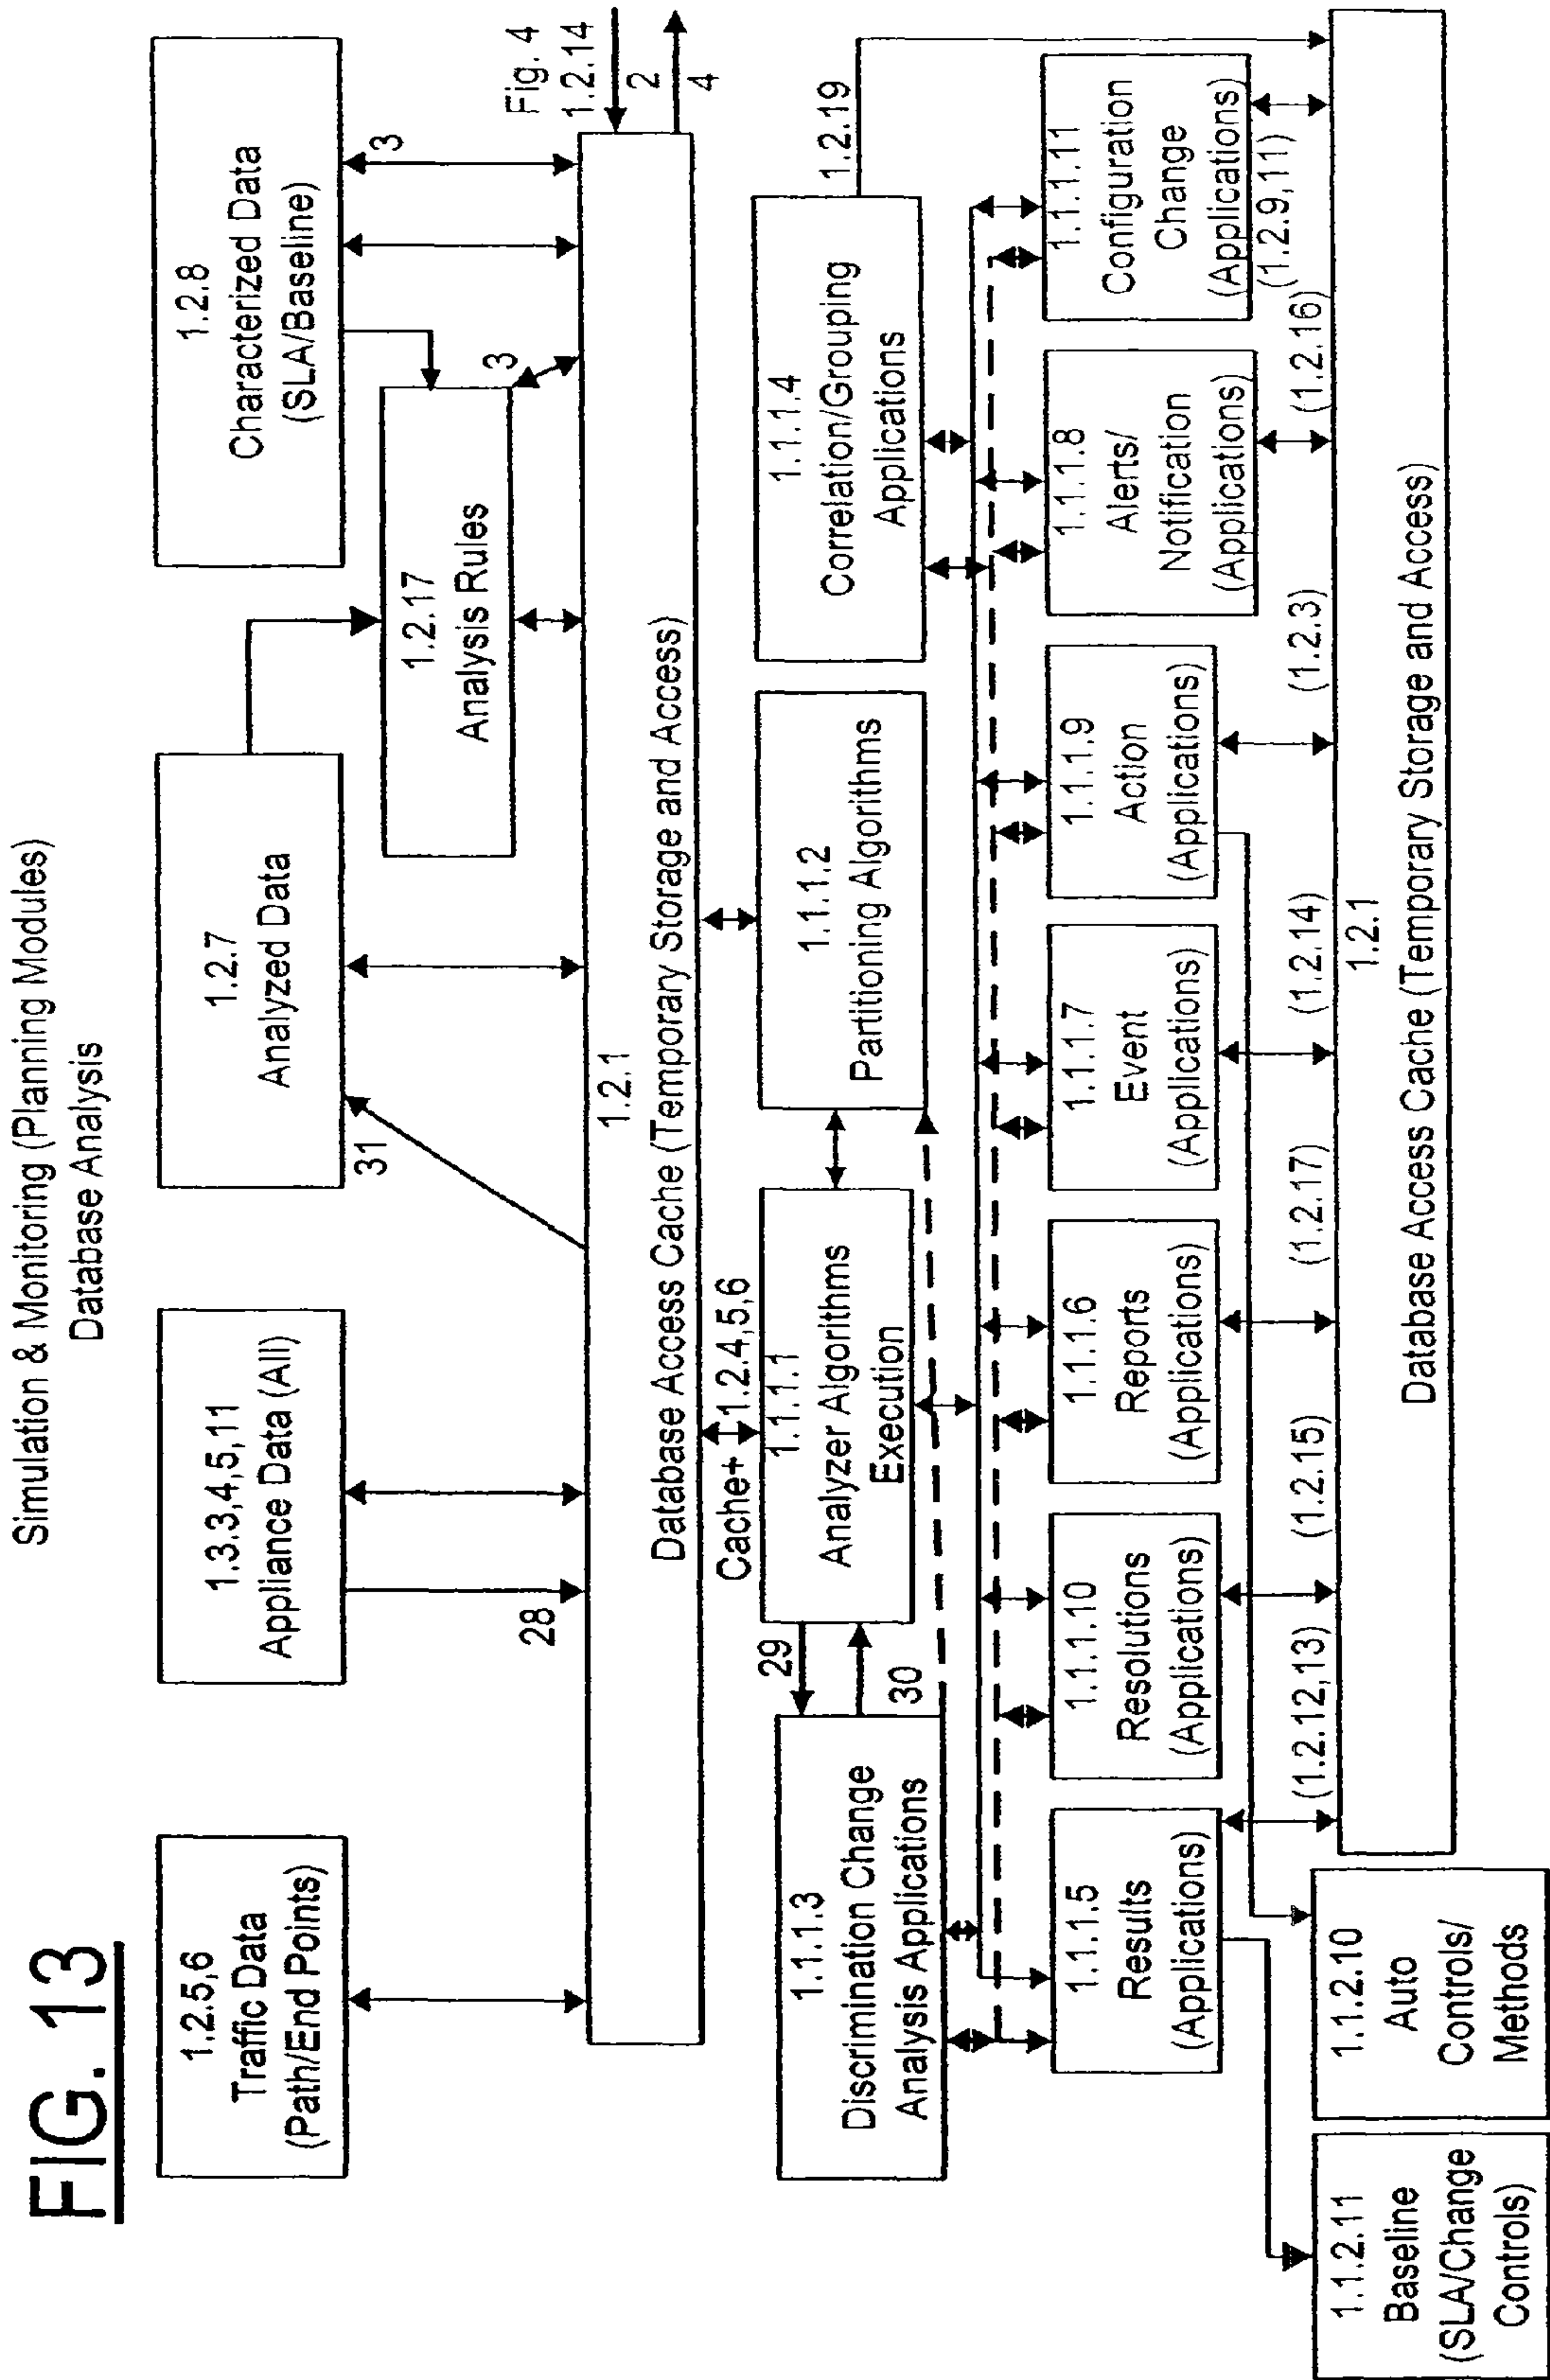 FIG. 13
Simulation & Monitoring (Planning Modules)
Database Analysis
1.2.5,6
Traffic Data
(Path/End Points)
1.3.3,4,5,11
Appliance Data (All)
28
1.2.7
Analyzed Data
31
1.2.17
Analysis Rules
3
1.2.8
Characterized Data
(SLA/Baseline)
3
Fig. 4
1.2.14
2
4
1.2.1
Database Access Cache (Temporary Storage and Access)
Cache+ 1.2.4,5,6
1.1.1.3
Discrimination Change
Analysis Applications
29
30
1.1.1.1
Analyzer Algorithms
Execution
1.1.1.2
Partitioning Algorithms
1.1.1.4
Correlation/Grouping
Applications
1.2.19
1.1.1.5
Results
(Applications)
1.1.1.10
Resolutions
(Applications)
1.1.1.6
Reports
(Applications)
1.1.1.7
Event
(Applications)
1.1.1.9
Action
(Applications)
1.1.1.8
Alerts/
Notification
(Applications)
1.1.1.11
Configuration
Change
(Applications)
(1.2.9,11)
(1.2.12,13)
(1.2.15)
(1.2.17)
(1.2.14)
(1.2.3)
(1.2.16)
1.2.1
Database Access Cache (Temporary Storage and Access)
1.1.2.11
Baseline
(SLA/Change
Controls)
1.1.2.10
Auto
Controls/
Methods